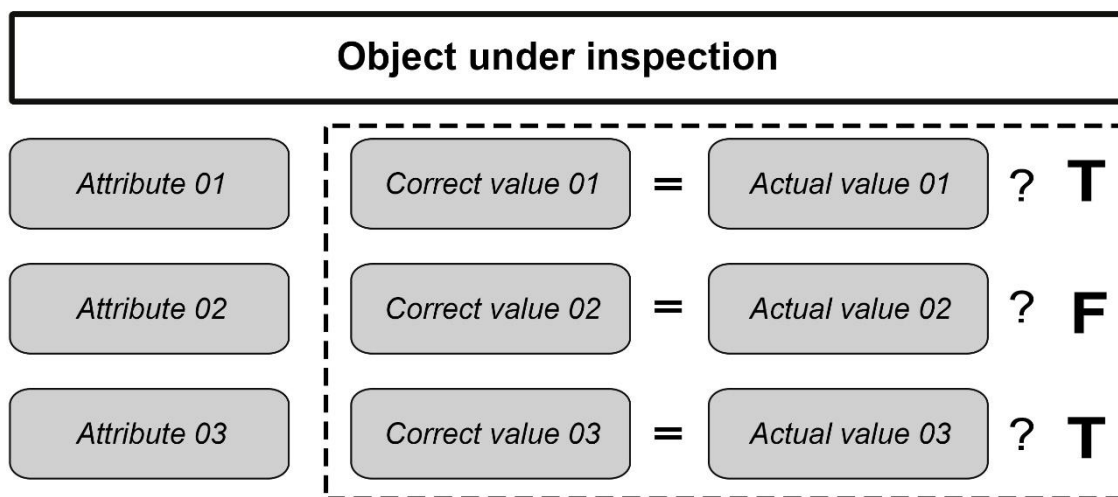 Object under inspection
Attribute 01 Correct value 01 = Actual value 01 ? T
Attribute 02 Correct value 02 = Actual value 02 ? F
Attribute 03 Correct value 03 = Actual value 03 ? T